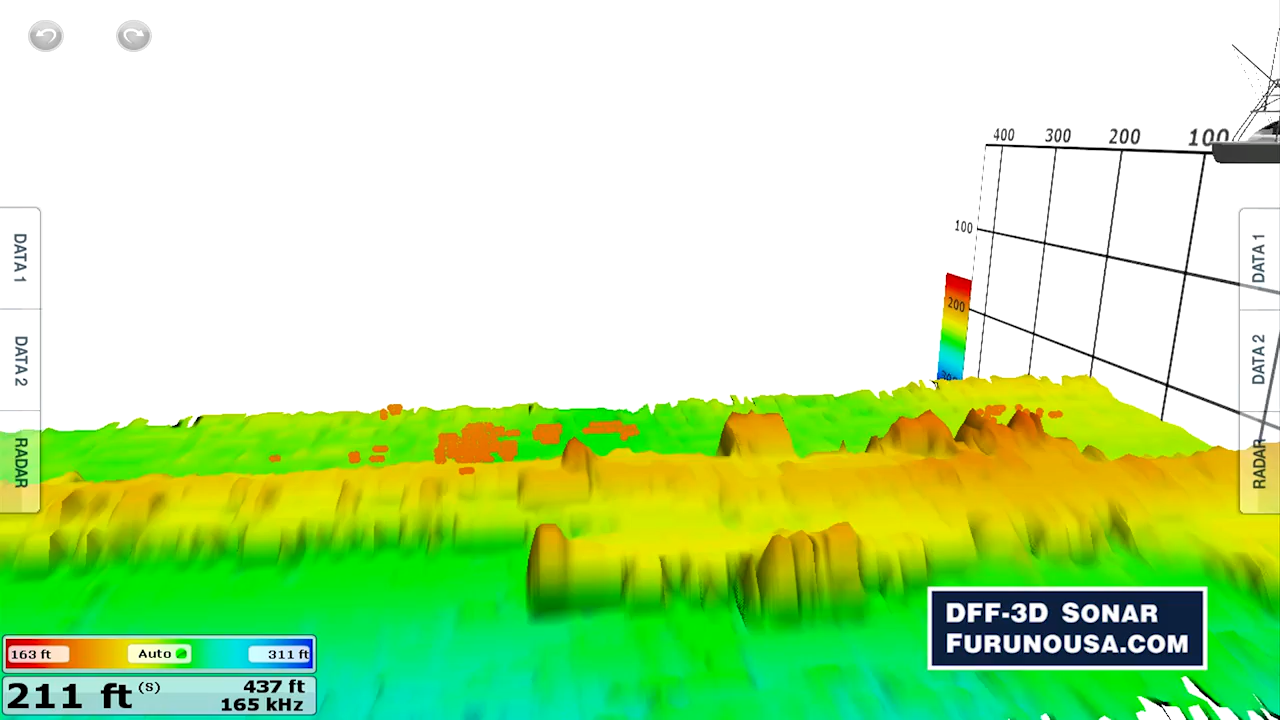 400 300 200 100
100
200
300
DATA 1
DATA 2
RADAR
DATA 1
DATA 2
RADAR
DFF-3D SONAR
FURUNOUSA.COM
163 ft Auto 311 ft
211 ft (S) 437 ft
165 kHz